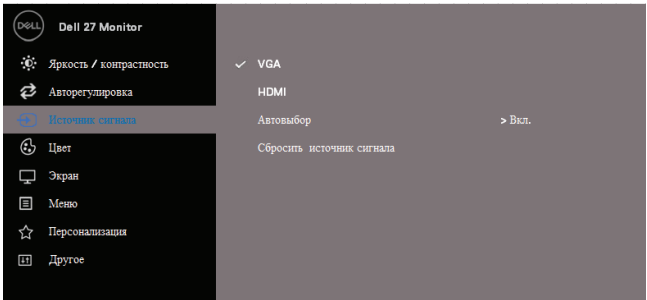 DELL Dell 27 Monitor
Яркость / контрастность
✓ VGA
Авторегулировка
HDMI
Источник сигнала
Автовыбор > Вкл.
Цвет
Сбросить источник сигнала
Экран
Меню
Персонализация
Другое